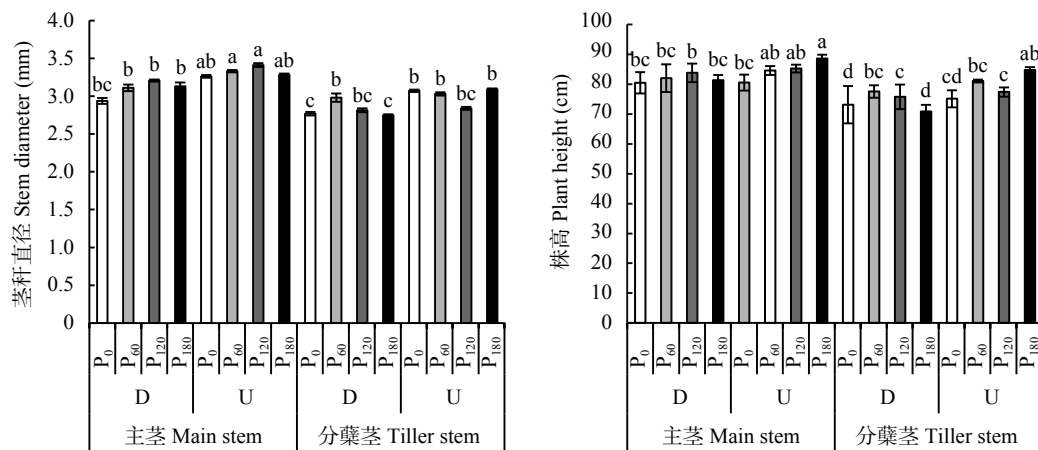 茎秆直径 Stem diameter (mm)
4.0
3.5
3.0
2.5
2.0
1.5
1.0
0.5
0
bc b b b ab a a ab c b bc c b b bc b
P0 P60 P120 P180 P0 P60 P120 P180 P0 P60 P120 P180 P0 P60 P120 P180
D U D U
主茎 Main stem 分蘖茎 Tiller stem
株高 Plant height (cm)
100
90
80
70
60
50
40
30
20
10
0
bc bc b bc bc ab ab a d bc c d cd b c ab
P0 P60 P120 P180 P0 P60 P120 P180 P0 P60 P120 P180 P0 P60 P120 P180
D U D U
主茎 Main stem 分蘖茎 Tiller stem